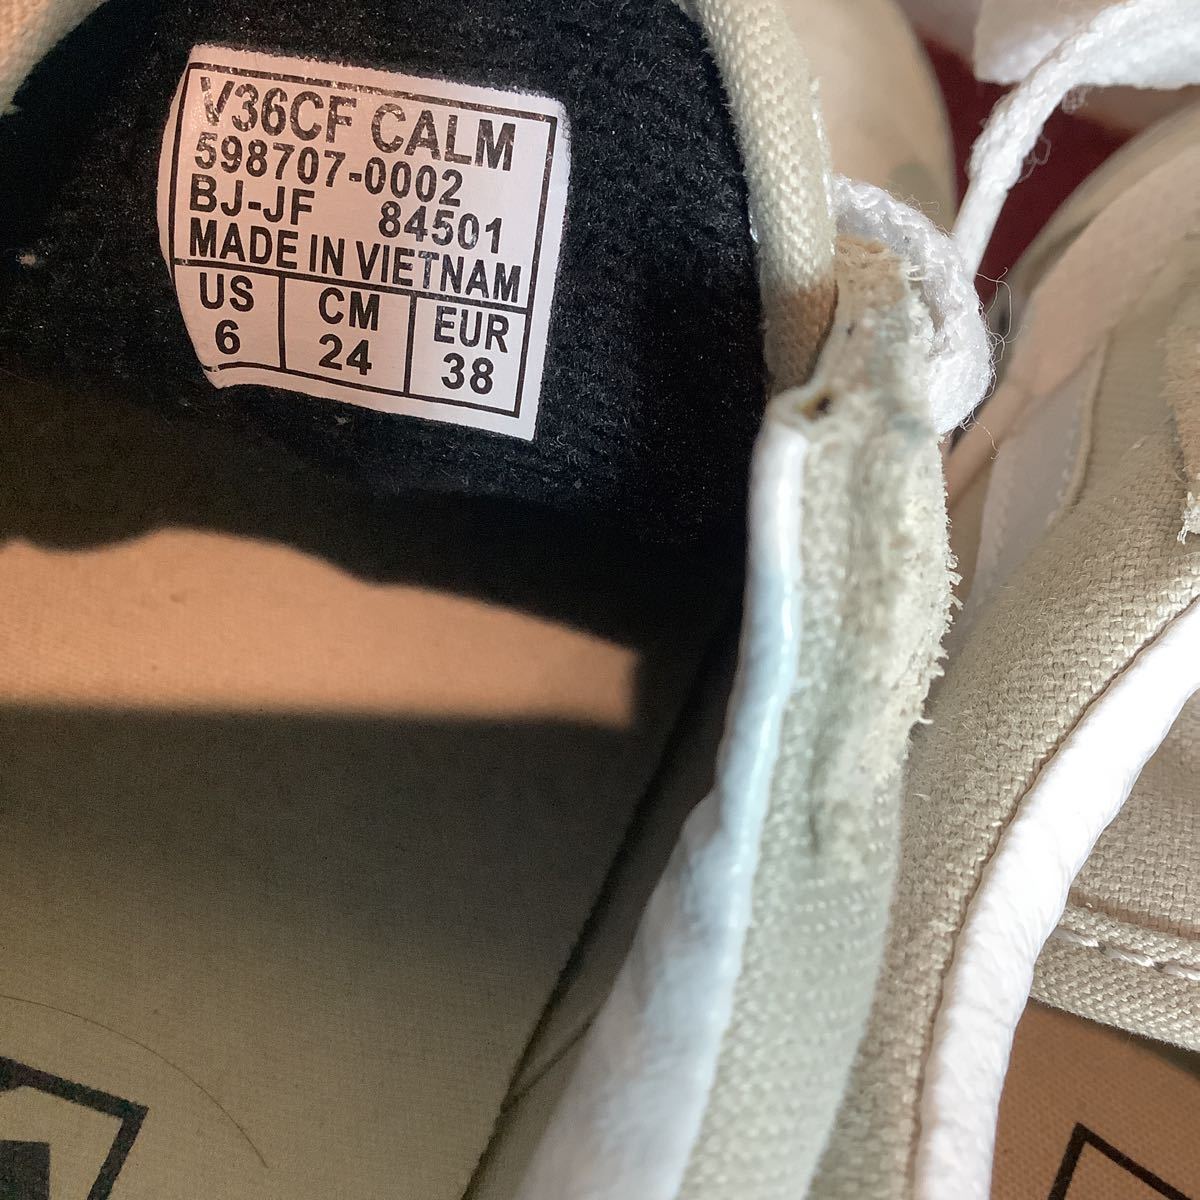 V36CF CALM
598707-0002
BJ-JF 84501
MADE IN VIETNAM
US CM EUR
6 24 38